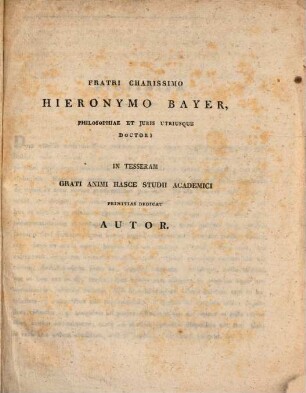 FRATRI CHARISSIMO
HIERONYMO BAYER,
PHILOSOPHIAE ET JURIS UTRIUSQUE
DOCTORI
IN TESSERAM
GRATI ANIMI HASCE STUDII ACADEMICI
PRIMITIAS DEDICAT
AUTOR.